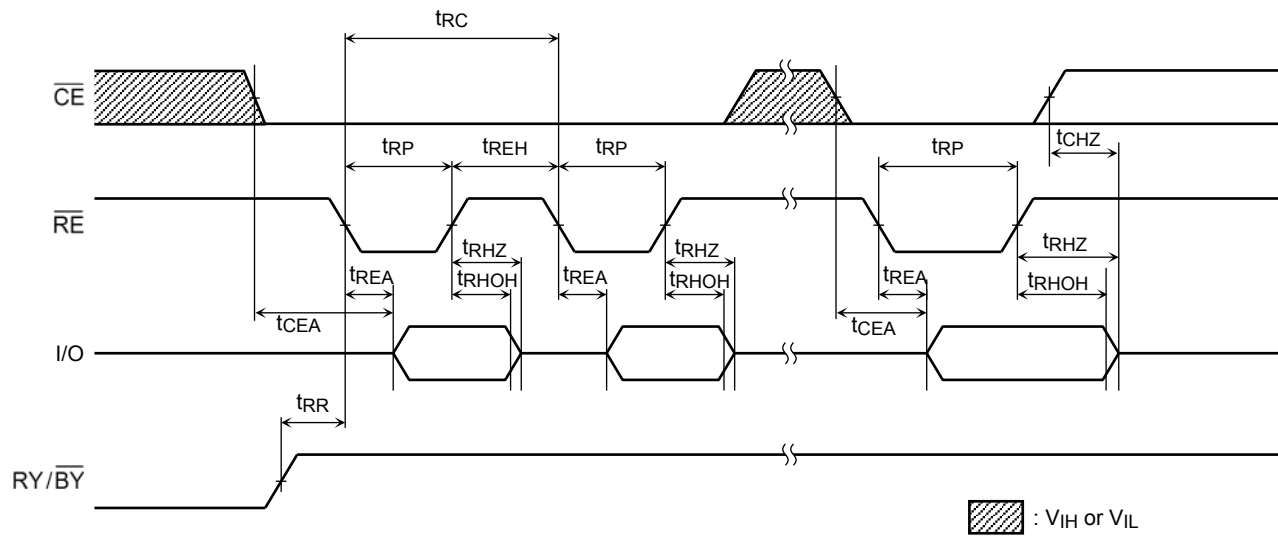 tRC
CE
tRP tREH tRP tRP tCHZ
RE
tRHZ tRHZ tRHZ
tREA tRHOH tREA tRHOH tREA tRHOH
tCEA tCEA
I/O
tRR
RY/BY
: VIH or VIL